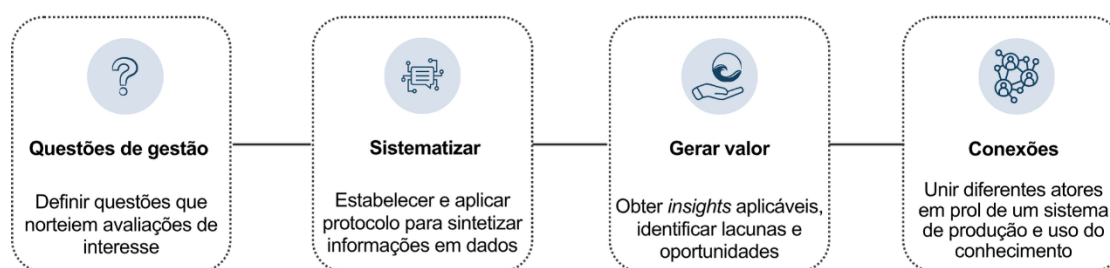 Questões de gestão
Definir questões que
norteiem avaliações de
interesse
Sistematizar
Estabelecer e aplicar
protocolo para sintetizar
informações em dados
Gerar valor
Obter insights aplicáveis,
identificar lacunas e
oportunidades
Conexões
Unir diferentes atores
em prol de um sistema
de produção e uso do
conhecimento